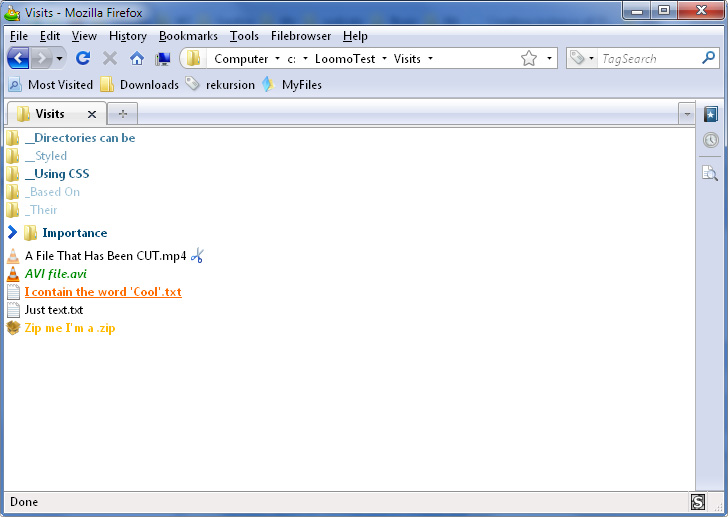 Visits - Mozilla Firefox
File Edit View History Bookmarks Tools Filebrowser Help
Computer c: LoomoTest Visits TagSearch
Most Visited Downloads rekursion MyFiles
Visits
__Directories can be
__Styled
__Using CSS
_Based On
_Their
Importance
A File That Has Been CUT.mp4
AVI file.avi
I contain the word 'Cool'.txt
Just text.txt
Zip me I'm a .zip
Done S